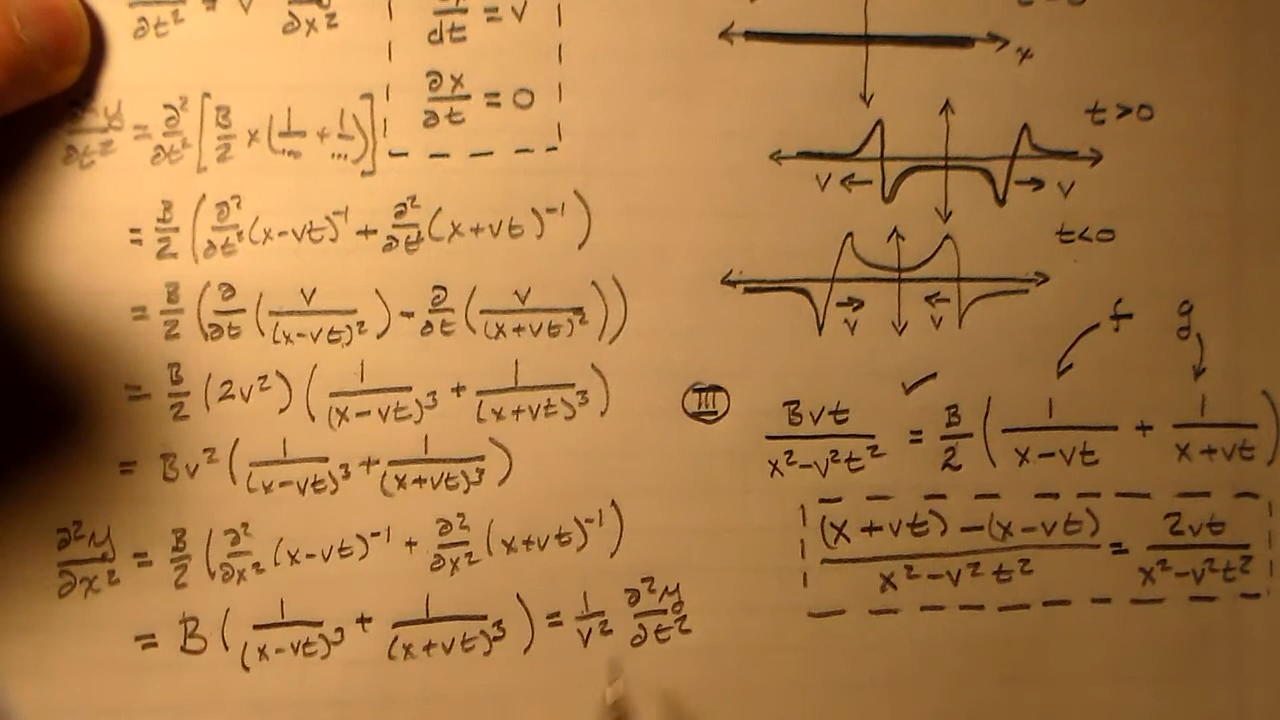 ∂t² = v ∂x²
dt = v
∂x/∂t = 0
∂t² = ∂²/∂t² [B/2 × (1/... + 1/...)]
= B/2 (∂²/∂t² (x-vt)⁻¹ + ∂²/∂t² (x+vt)⁻¹)
= B/2 (∂/∂t (v/(x-vt)²) - ∂/∂t (v/(x+vt)²))
= B/2 (2v²) (1/(x-vt)³ + 1/(x+vt)³)
= Bv² (1/(x-vt)³ + 1/(x+vt)³)
∂²y/∂x² = B/2 (∂²/∂x² (x-vt)⁻¹ + ∂²/∂x² (x+vt)⁻¹)
= B (1/(x-vt)³ + 1/(x+vt)³) = 1/v² ∂²y/∂t²
x
t>0
v ← → v
t<0
→ v ← v
f g
III ✓
Bvt/(x²-v²t²) = B/2 (1/(x-vt) + 1/(x+vt))
((x+vt)-(x-vt))/(x²-v²t²) = 2vt/(x²-v²t²)